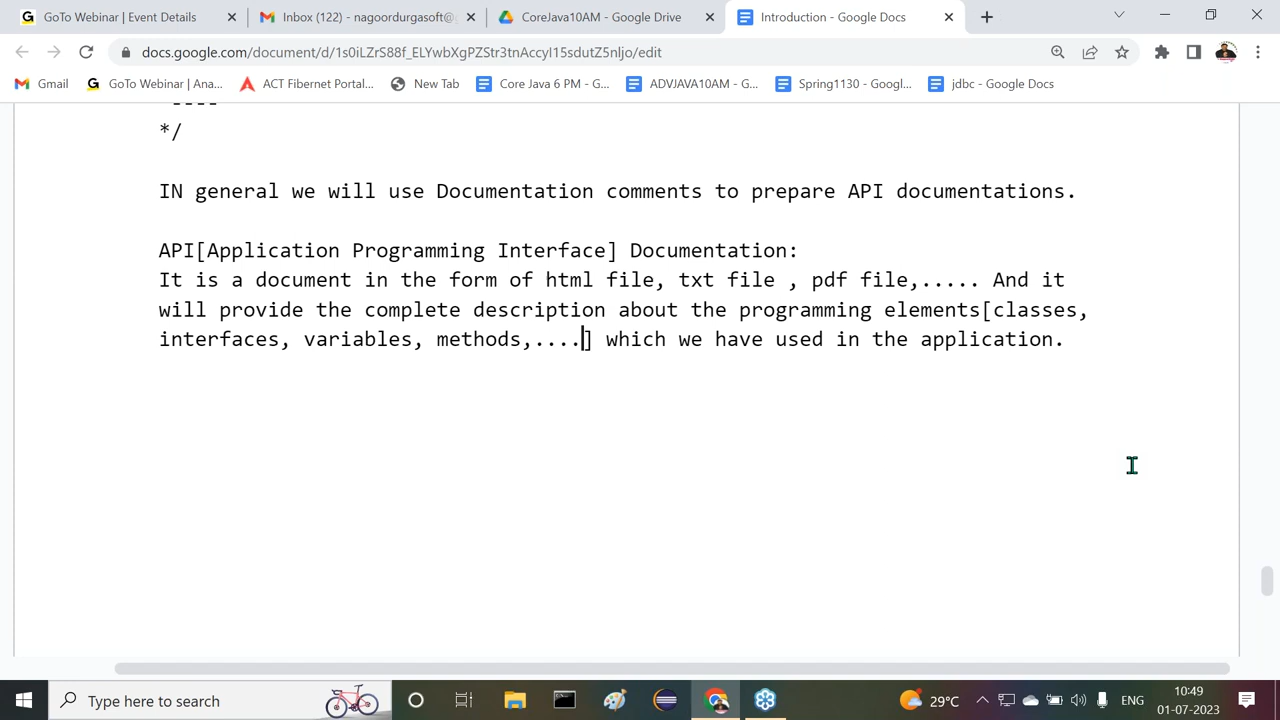 GoTo Webinar | Event Details
Inbox (122) - nagoordurgasoft@
CoreJava10AM - Google Drive
Introduction - Google Docs
docs.google.com/document/d/1s0iLZrS88f_ELYwbXgPZStr3tnAccyI15sdutZ5nIjo/edit
Gmail
GoTo Webinar | Ana...
ACT Fibernet Portal...
New Tab
Core Java 6 PM - G...
ADVJAVA10AM - G...
Spring1130 - Googl...
jdbc - Google Docs
*/
IN general we will use Documentation comments to prepare API documentations.
API[Application Programming Interface] Documentation:
It is a document in the form of html file, txt file , pdf file,..... And it
will provide the complete description about the programming elements[classes,
interfaces, variables, methods,....] which we have used in the application.
Type here to search
29°C
ENG
10:49
01-07-2023